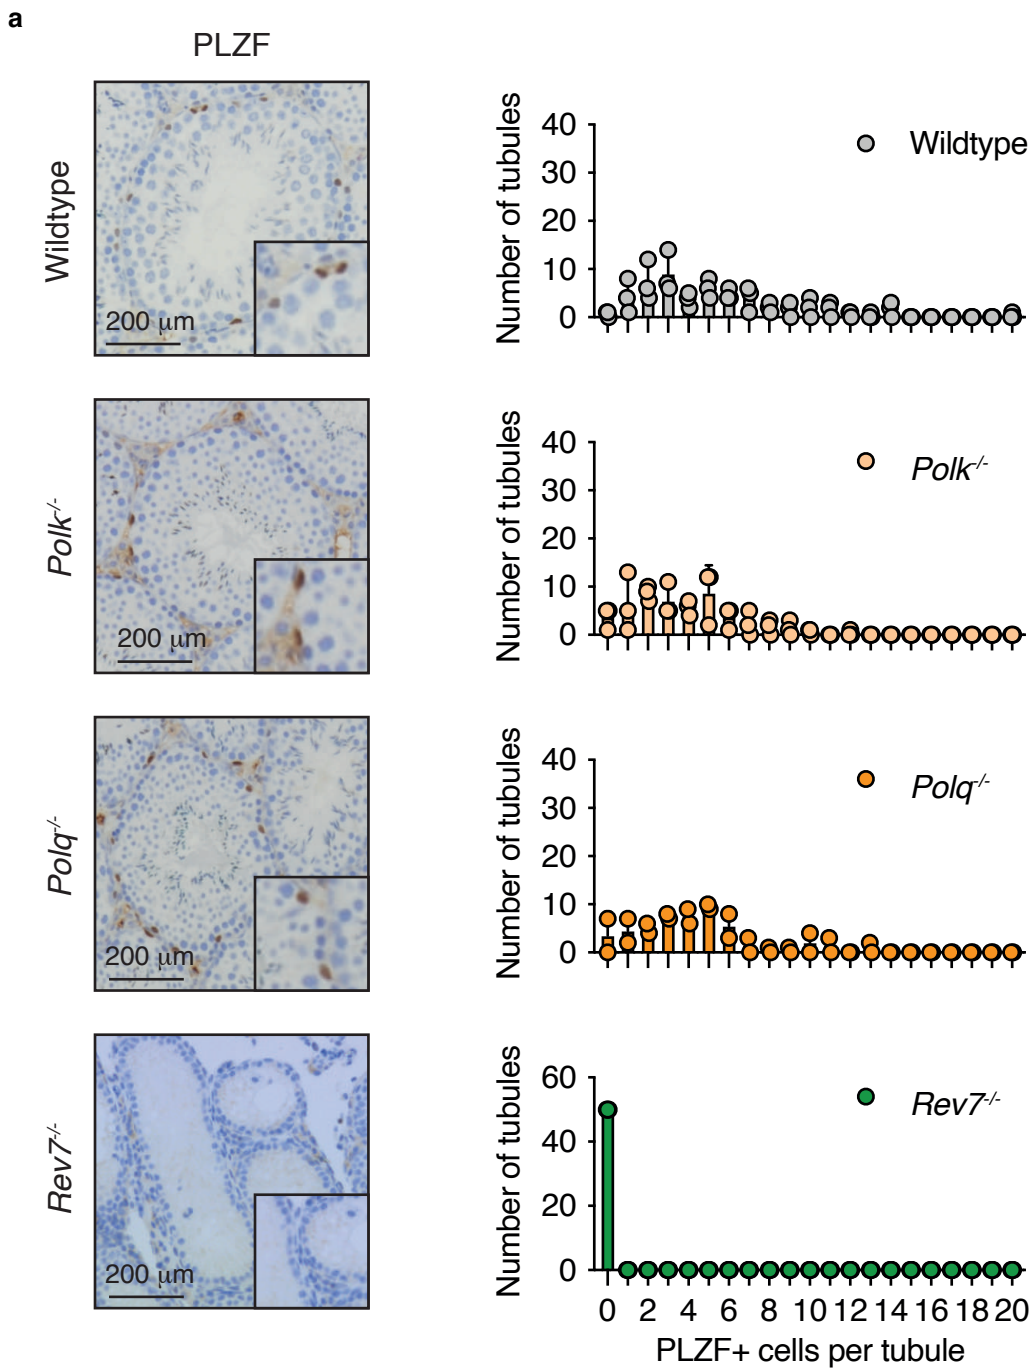 a
PLZF
Wildtype
200 μm
Number of tubules
40
30
20
10
0
Wildtype
Polk-/-
200 μm
Number of tubules
40
30
20
10
0
Polk-/-
Polq-/-
200 μm
Number of tubules
40
30
20
10
0
Polq-/-
Rev7-/-
200 μm
Number of tubules
60
40
20
0
Rev7-/-
0 2 4 6 8 10 12 14 16 18 20
PLZF+ cells per tubule